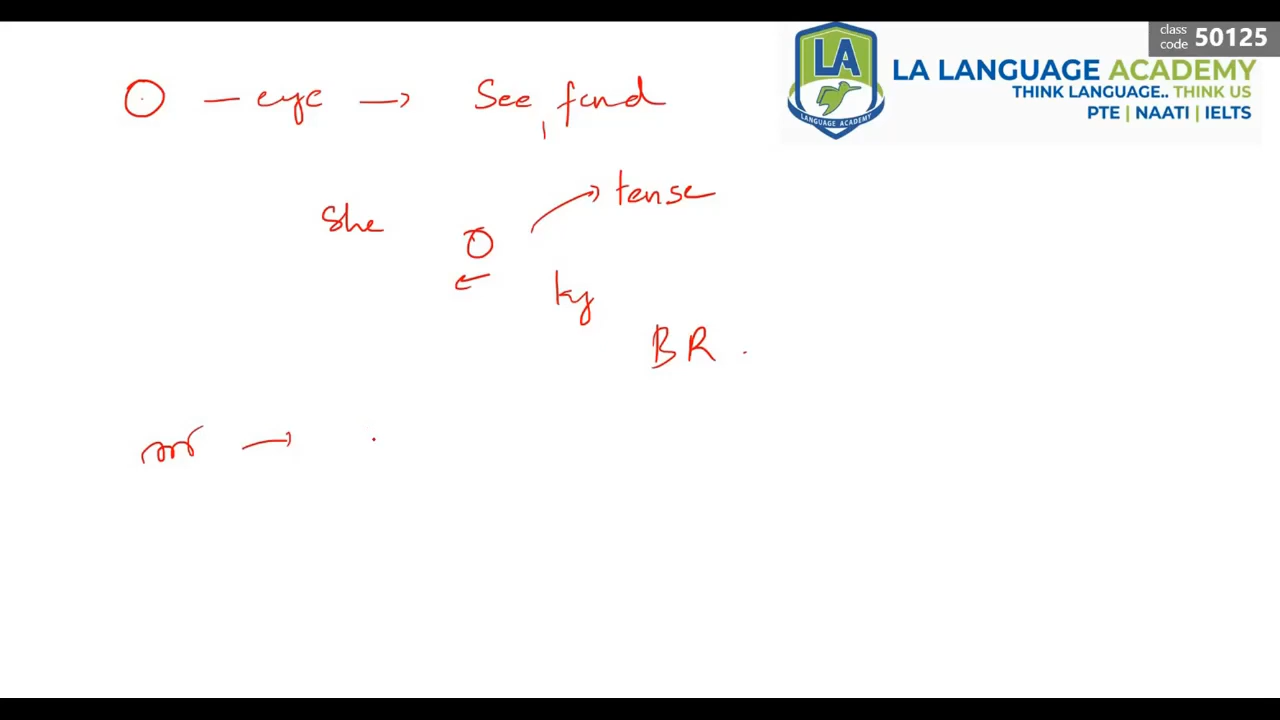 class code 50125
LA
LANGUAGE ACADEMY
LA LANGUAGE ACADEMY
THINK LANGUAGE.. THINK US
PTE | NAATI | IELTS
— eye → See, find
tense
She
←
ky
BR.
→